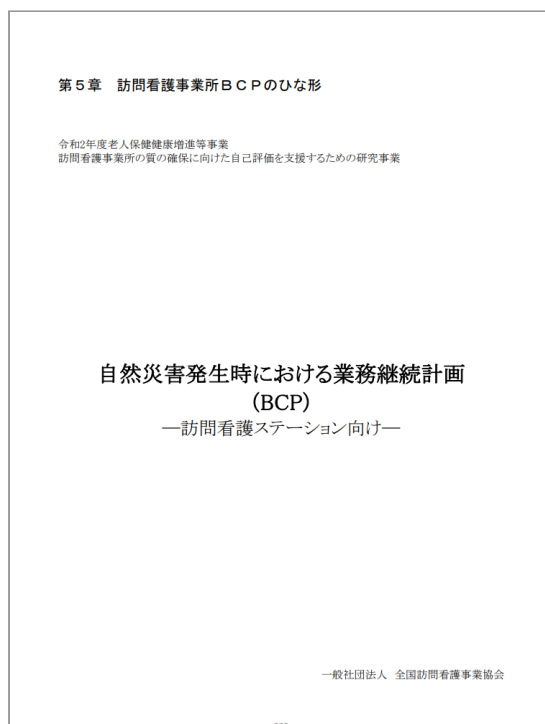 第５章　訪問看護事業所ＢＣＰのひな形
令和2年度老人保健健康増進等事業
訪問看護事業所の質の確保に向けた自己評価を支援するための研究事業
自然災害発生時における業務継続計画
（BCP）
―訪問看護ステーション向け―
一般社団法人　全国訪問看護事業協会